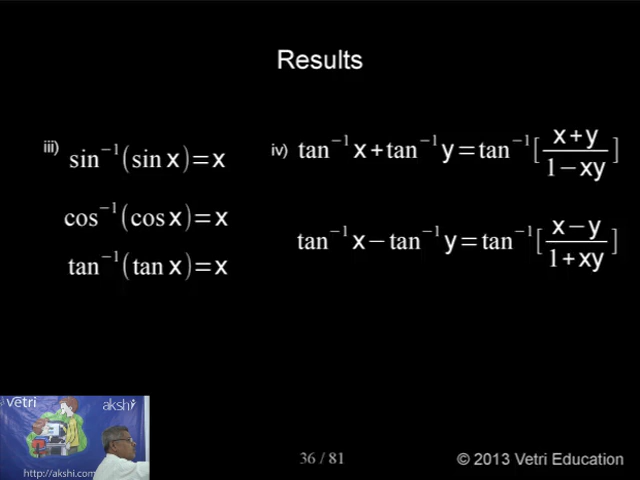 Results
iii) sin⁻¹(sin x)=x
cos⁻¹(cos x)=x
tan⁻¹(tan x)=x
iv) tan⁻¹ x+tan⁻¹ y=tan⁻¹[(x+y)/(1−xy)]
tan⁻¹ x−tan⁻¹ y=tan⁻¹[(x−y)/(1+xy)]
vetri
akshi
http://akshi.com
36 / 81
© 2013 Vetri Education